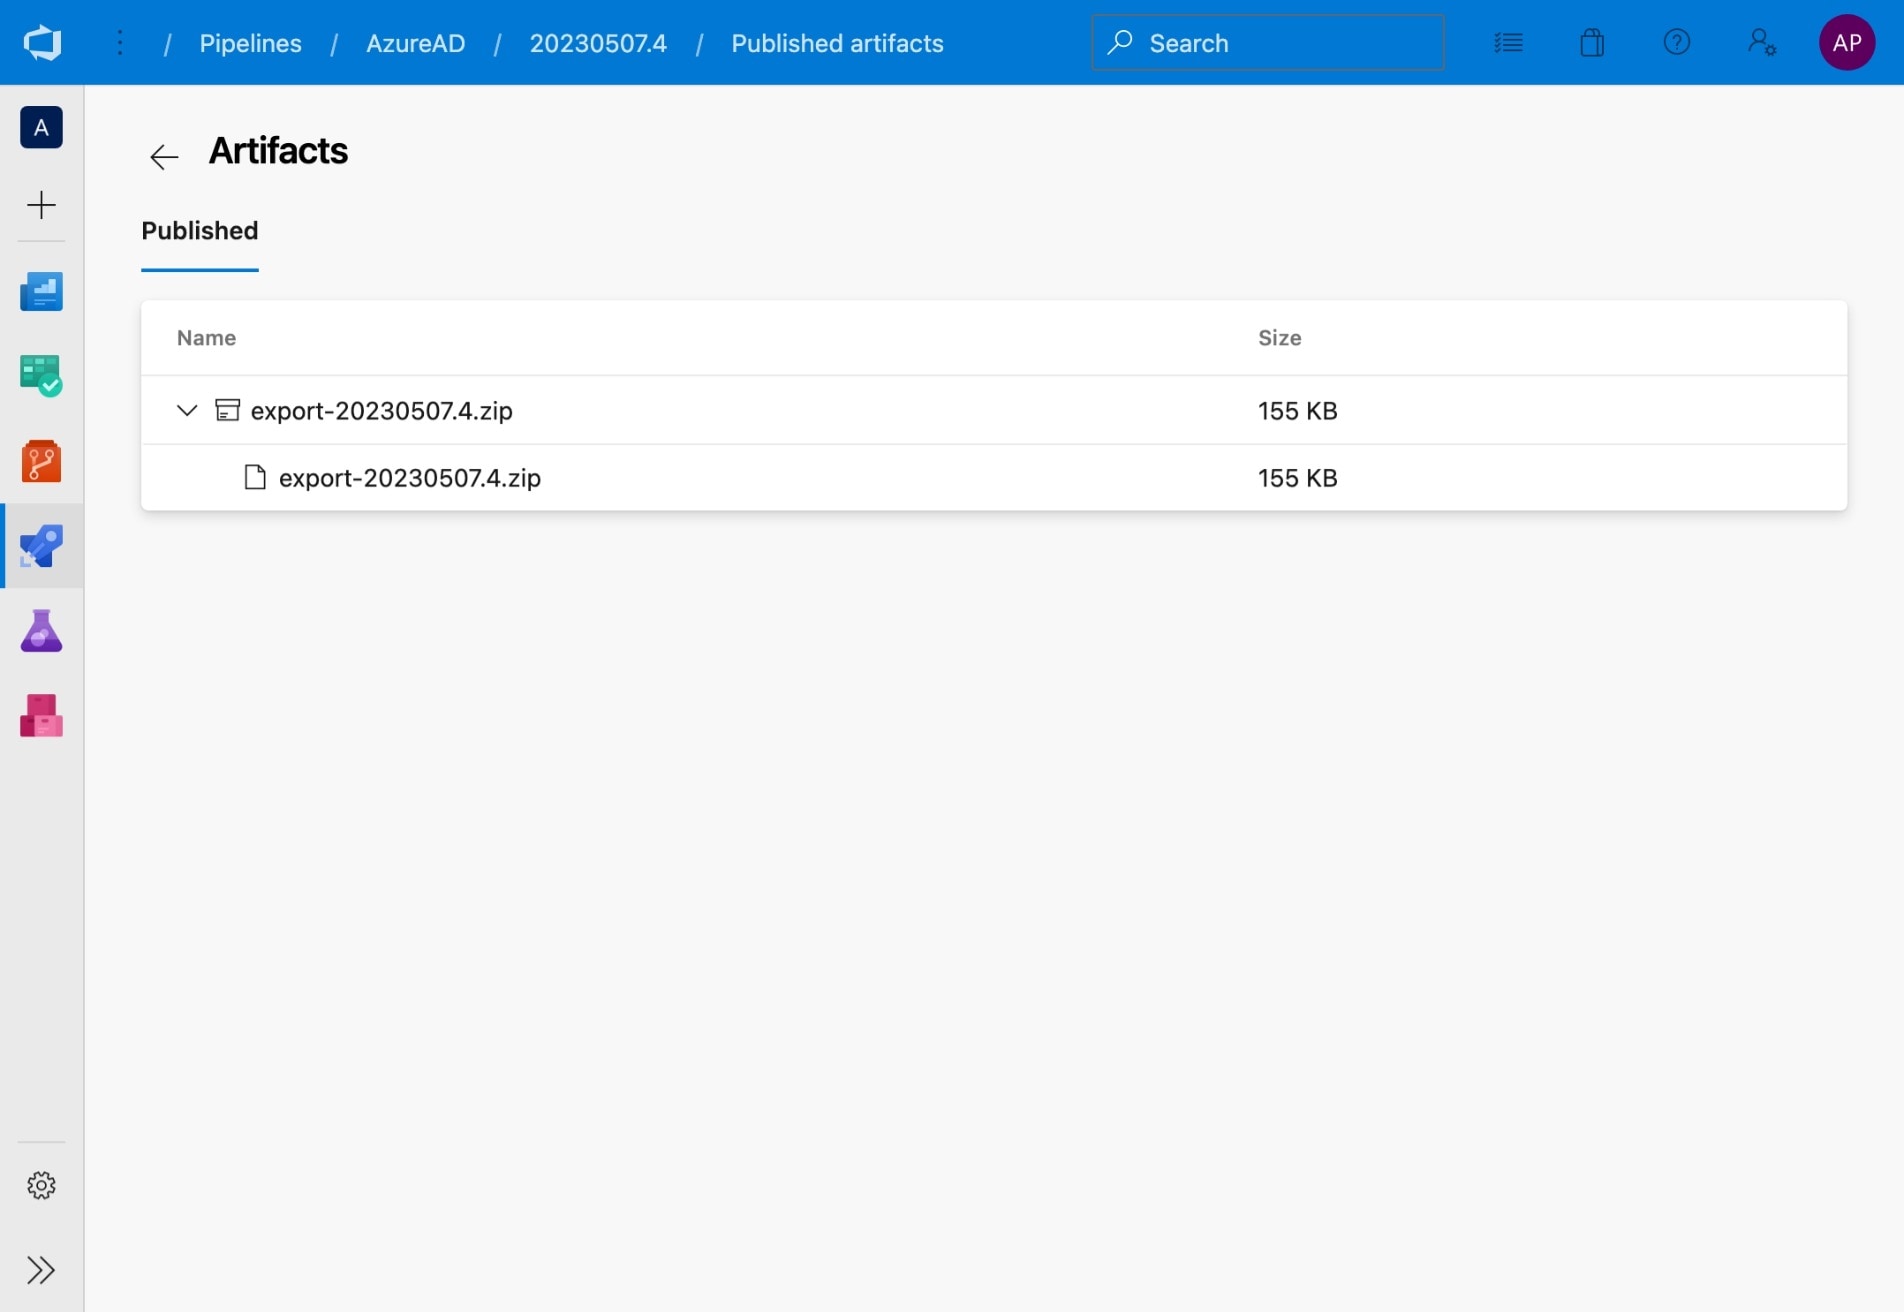 / Pipelines / AzureAD / 20230507.4 / Published artifacts Search AP
A
Artifacts
Published
Name Size
export-20230507.4.zip 155 KB
export-20230507.4.zip 155 KB